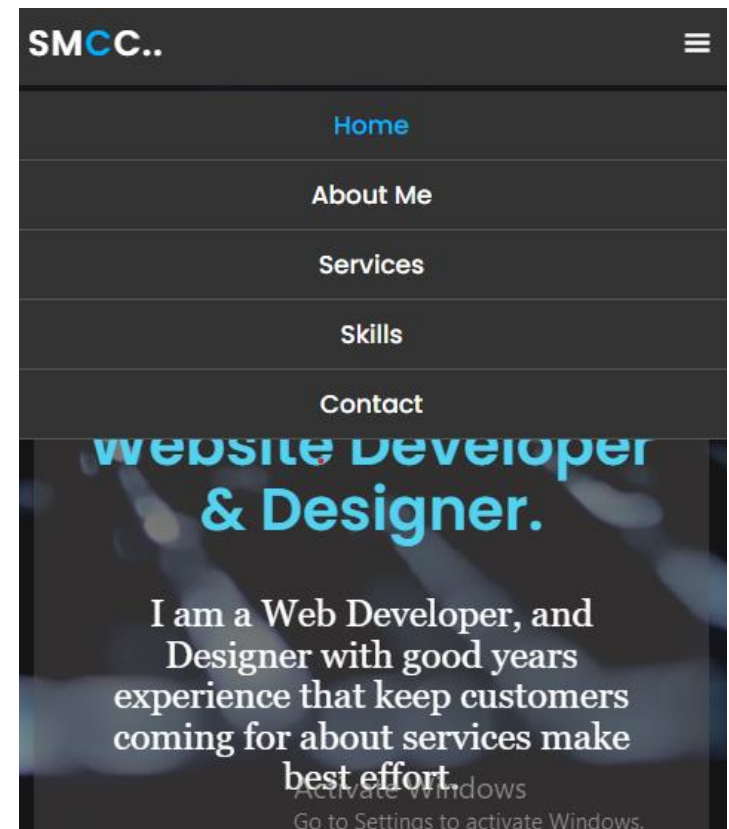 SMCC..
Home
About Me
Services
Skills
Contact
Website Developer
& Designer.
I am a Web Developer, and
Designer with good years
experience that keep customers
coming for about services make
best effort.
Activate Windows
Go to Settings to activate Windows.